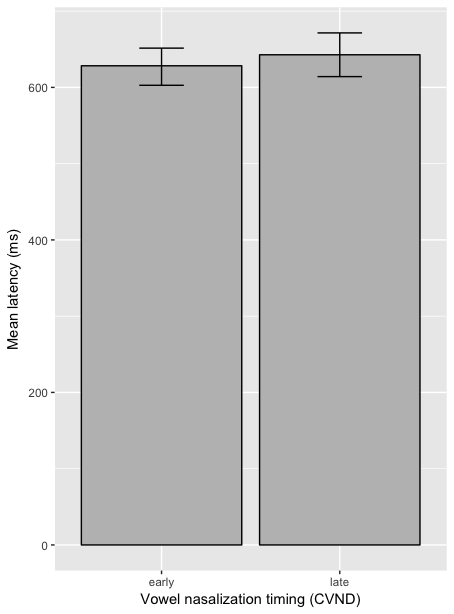 Mean latency (ms)
600
400
200
0
early late
Vowel nasalization timing (CVND)